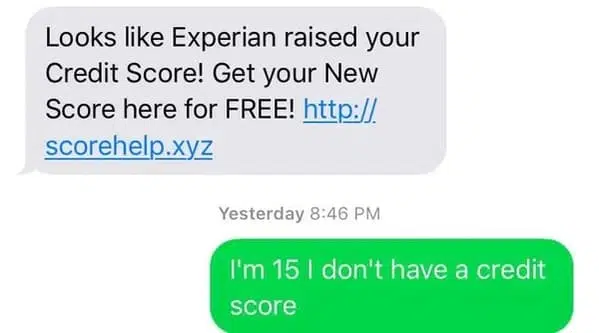 Looks like Experian raised your
Credit Score! Get your New
Score here for FREE! http://
scorehelp.xyz
Yesterday 8:46 PM
I'm 15 I don't have a credit
score